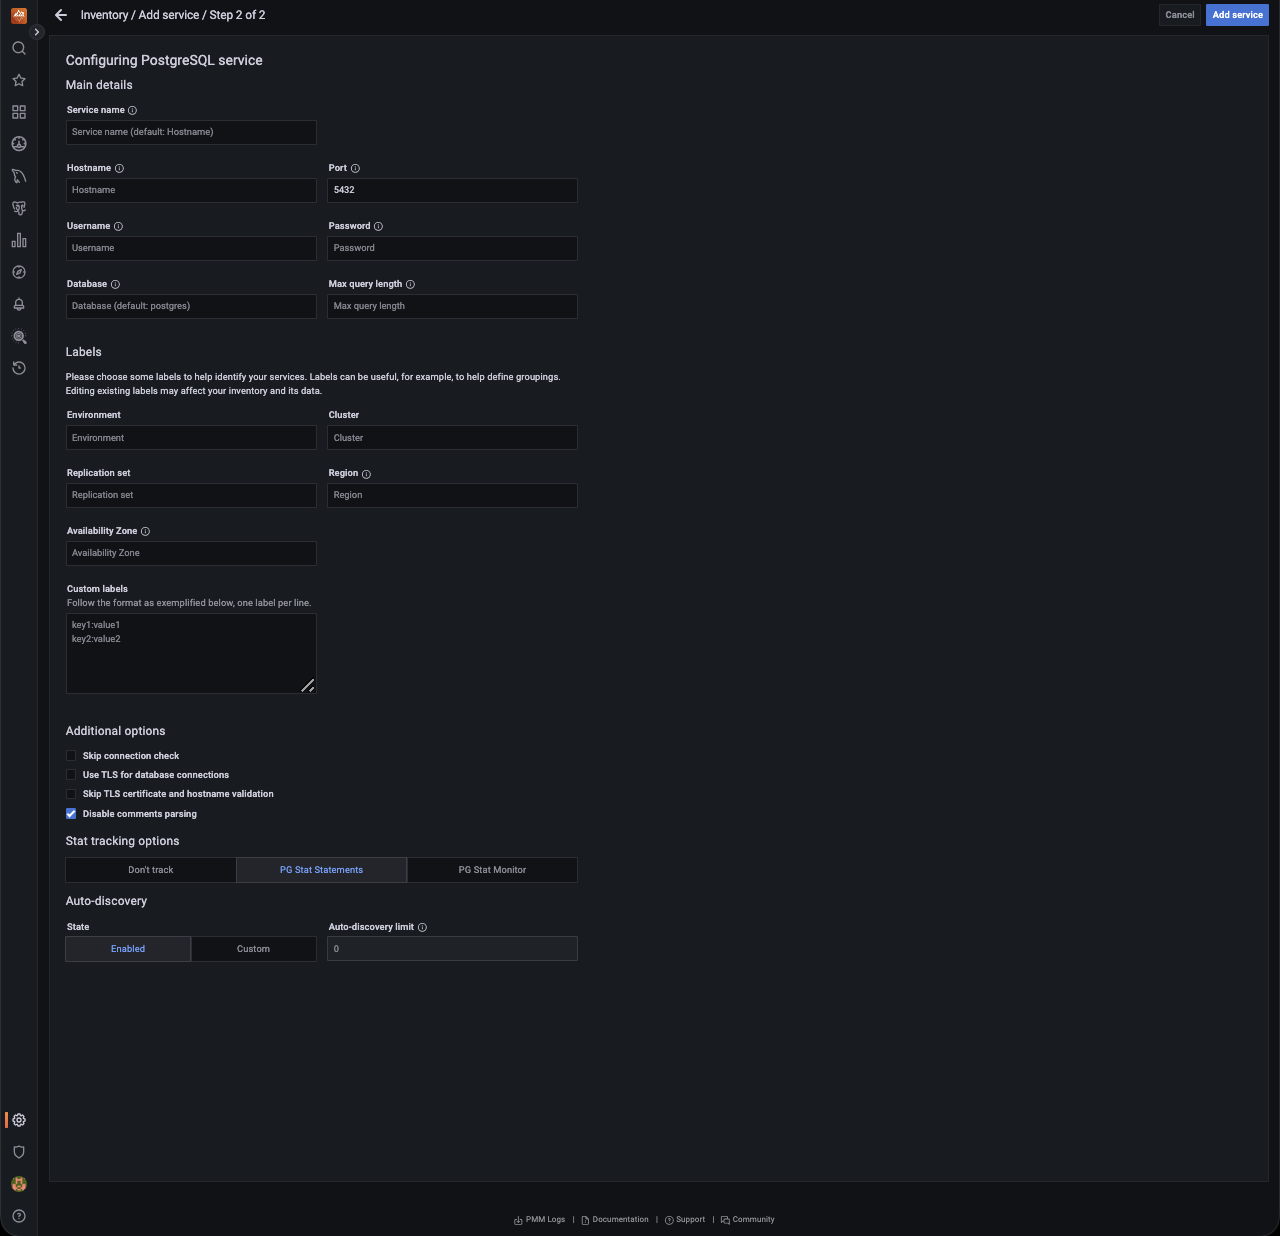 Inventory / Add service / Step 2 of 2
Cancel
Add service
Configuring PostgreSQL service
Main details
Service name
Service name (default: Hostname)
Hostname
Port
Hostname
5432
Username
Password
Username
Password
Database
Max query length
Database (default: postgres)
Max query length
Labels
Please choose some labels to help identify your services. Labels can be useful, for example, to help define groupings.
Editing existing labels may affect your inventory and its data.
Environment
Cluster
Environment
Cluster
Replication set
Region
Replication set
Region
Availability Zone
Availability Zone
Custom labels
Follow the format as exemplified below, one label per line.
key1:value1
key2:value2
Additional options
Skip connection check
Use TLS for database connections
Skip TLS certificate and hostname validation
Disable comments parsing
Stat tracking options
Don't track
PG Stat Statements
PG Stat Monitor
Auto-discovery
State
Auto-discovery limit
Enabled
Custom
0
PMM Logs | Documentation | Support | Community